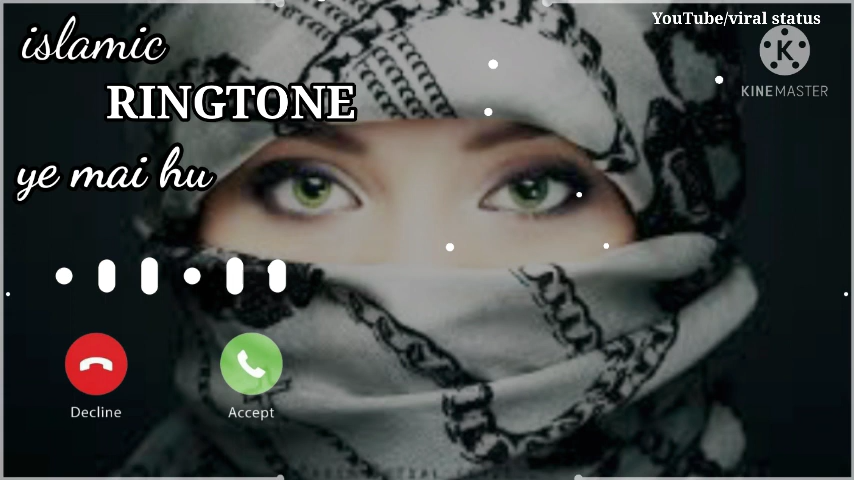 YouTube/viral status
islamic
RINGTONE
ye mai hu
K
KINEMASTER
Decline
Accept